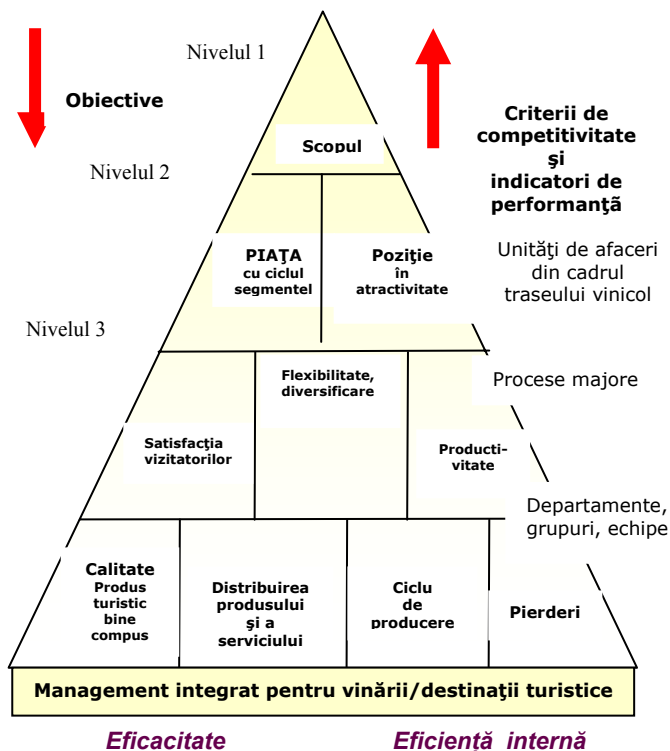 Nivelul 1
Obiective
Criterii de
competitivitate
şi
indicatori de
performanţã
Scopul
Nivelul 2
Unităţi de afaceri
din cadrul
traseului vinicol
PIAŢA
cu ciclul
segmentel
Poziţie
în
atractivitate
Nivelul 3
Procese majore
Flexibilitate,
diversificare
Satisfacţia
vizitatorilor
Producti-
vitate
Departamente,
grupuri, echipe
Calitate
Produs
turistic
bine
compus
Distribuirea
produsului
şi a
serviciului
Ciclu
de
producere
Pierderi
Management integrat pentru vinării/destinaţii turistice
Eficacitate
Eficienţă internă